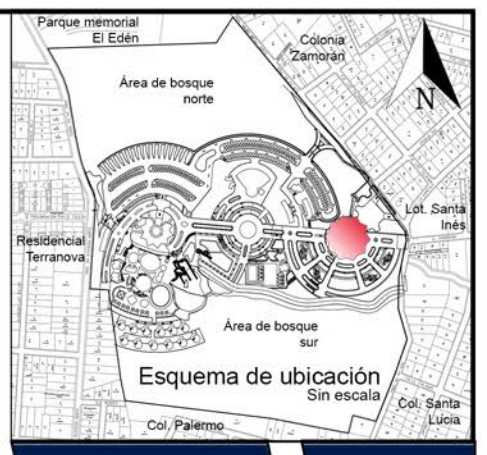 Parque memorial
El Edén
Colonia
Zamorán
Área de bosque
norte
N
Lot. Santa
Inés
Residencial
Terranova
Área de bosque
sur
Esquema de ubicación
Sin escala
Col. Santa
Lucia
Col. Palermo